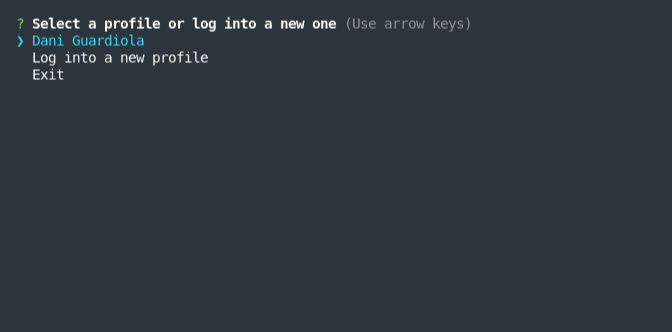 ? Select a profile or log into a new one (Use arrow keys)
❯ Dani Guardiola
Log into a new profile
Exit